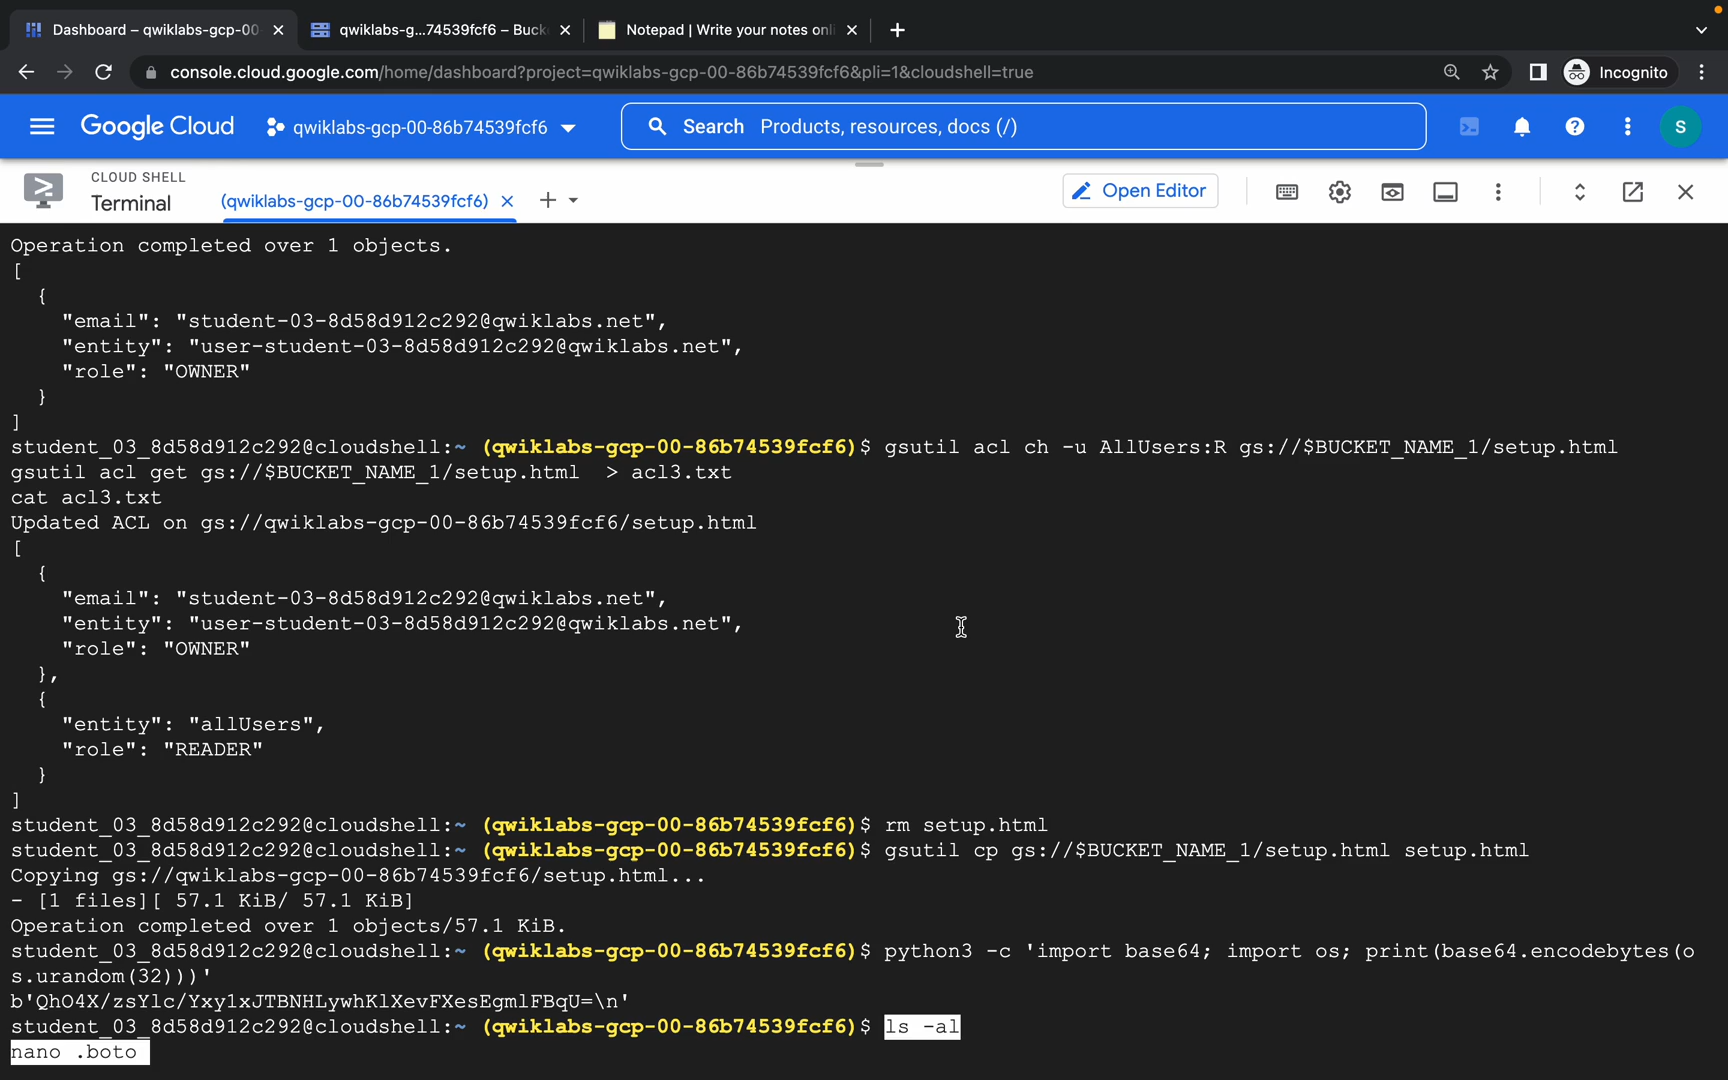 Dashboard – qwiklabs-gcp-00
qwiklabs-g...74539fcf6 – Buck
Notepad | Write your notes onli
console.cloud.google.com/home/dashboard?project=qwiklabs-gcp-00-86b74539fcf6&pli=1&cloudshell=true
Incognito
Google Cloud
qwiklabs-gcp-00-86b74539fcf6
Search Products, resources, docs (/)
S
CLOUD SHELL
Terminal
(qwiklabs-gcp-00-86b74539fcf6)
Open Editor
Operation completed over 1 objects.
[
  {
    "email": "student-03-8d58d912c292@qwiklabs.net",
    "entity": "user-student-03-8d58d912c292@qwiklabs.net",
    "role": "OWNER"
  }
]
student_03_8d58d912c292@cloudshell:~ (qwiklabs-gcp-00-86b74539fcf6)$ gsutil acl ch -u AllUsers:R gs://$BUCKET_NAME_1/setup.html
gsutil acl get gs://$BUCKET_NAME_1/setup.html  > acl3.txt
cat acl3.txt
Updated ACL on gs://qwiklabs-gcp-00-86b74539fcf6/setup.html
[
  {
    "email": "student-03-8d58d912c292@qwiklabs.net",
    "entity": "user-student-03-8d58d912c292@qwiklabs.net",
    "role": "OWNER"
  },
  {
    "entity": "allUsers",
    "role": "READER"
  }
]
student_03_8d58d912c292@cloudshell:~ (qwiklabs-gcp-00-86b74539fcf6)$ rm setup.html
student_03_8d58d912c292@cloudshell:~ (qwiklabs-gcp-00-86b74539fcf6)$ gsutil cp gs://$BUCKET_NAME_1/setup.html setup.html
Copying gs://qwiklabs-gcp-00-86b74539fcf6/setup.html...
- [1 files][ 57.1 KiB/ 57.1 KiB]
Operation completed over 1 objects/57.1 KiB.
student_03_8d58d912c292@cloudshell:~ (qwiklabs-gcp-00-86b74539fcf6)$ python3 -c 'import base64; import os; print(base64.encodebytes(o
s.urandom(32)))'
b'QhO4X/zsYlc/Yxy1xJTBNHLywhKlXevFXesEgmlFBqU=\n'
student_03_8d58d912c292@cloudshell:~ (qwiklabs-gcp-00-86b74539fcf6)$ ls -al
nano .boto